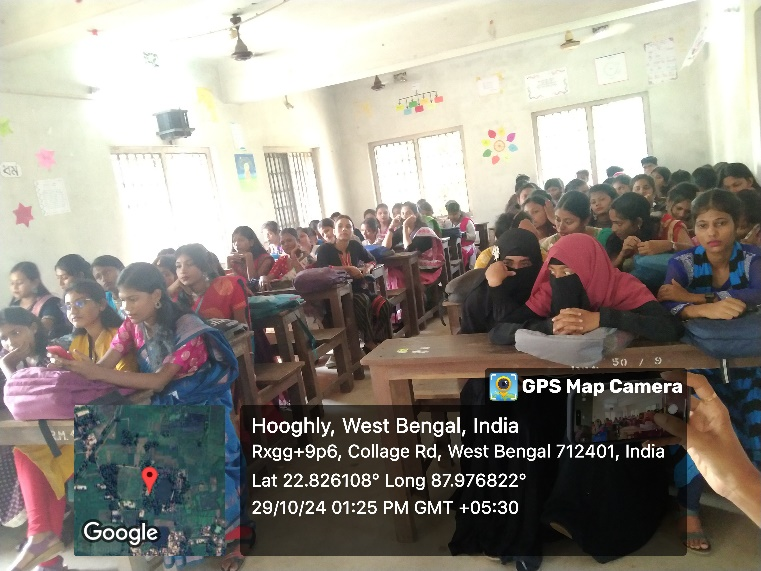 GPS Map Camera
Hooghly, West Bengal, India
Rxgg+9p6, Collage Rd, West Bengal 712401, India
Lat 22.826108° Long 87.976822°
29/10/24 01:25 PM GMT +05:30
Google